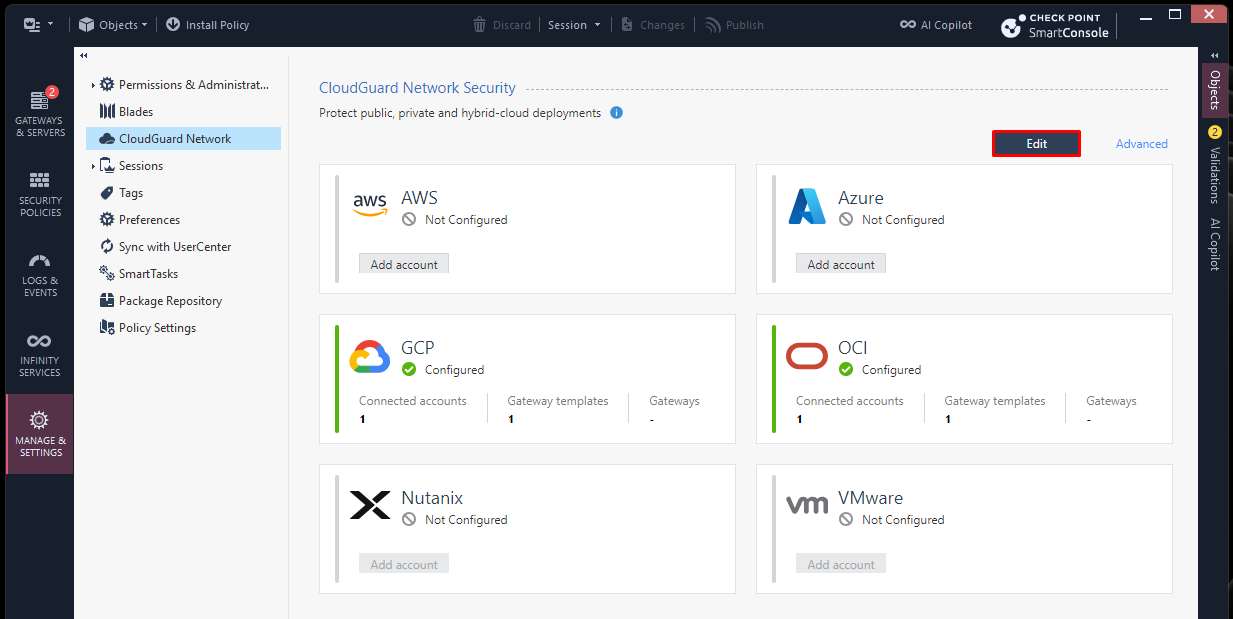 Objects
Install Policy
Discard
Session
Changes
Publish
AI Copilot
CHECK POINT
SmartConsole
2
GATEWAYS
& SERVERS
SECURITY
POLICIES
LOGS &
EVENTS
INFINITY
SERVICES
MANAGE &
SETTINGS
Permissions & Administrat...
Blades
CloudGuard Network
Sessions
Tags
Preferences
Sync with UserCenter
SmartTasks
Package Repository
Policy Settings
CloudGuard Network Security
Protect public, private and hybrid-cloud deployments
Edit
Advanced
aws
AWS
Not Configured
Add account
Azure
Not Configured
Add account
GCP
Configured
Connected accounts
Gateway templates
Gateways
1
1
-
OCI
Configured
Connected accounts
Gateway templates
Gateways
1
1
-
Nutanix
Not Configured
Add account
vm
VMware
Not Configured
Add account
Objects
2
Validations
AI Copilot